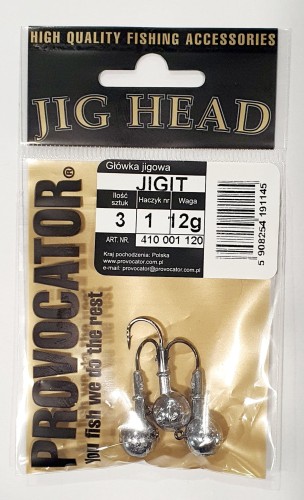 HIGH QUALITY FISHING ACCESSORIES
JIG HEAD
PROVOCATOR®
You fish we do the rest
Główka jigowa
JIGIT
Ilość sztuk Haczyk nr Waga
3 1 12g
ART. NR. 410 001 120
Kraj pochodzenia: Polska
www.provocator.com.pl
e-mail: provocator@provocator.com.pl
5 908254 191145